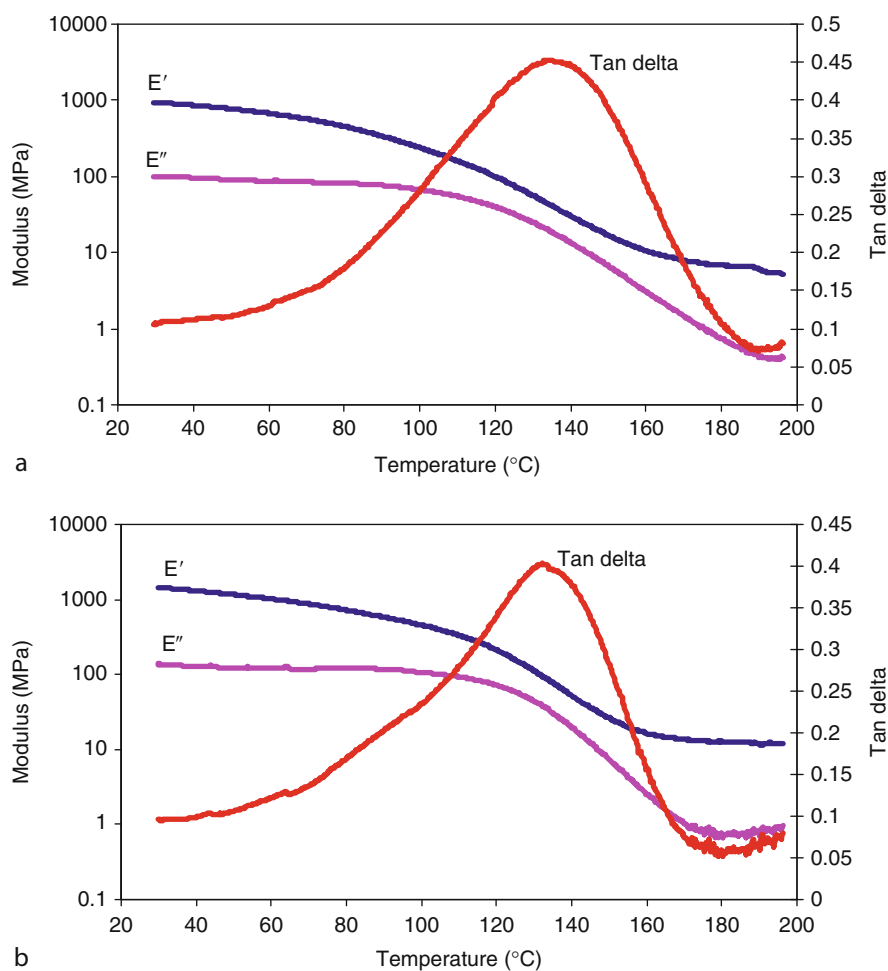 10000
1000
100
10
1
0.1
Modulus (MPa)
E′
E″
Tan delta
0.5
0.45
0.4
0.35
0.3
0.25
0.2
0.15
0.1
0.05
0
Tan delta
20 40 60 80 100 120 140 160 180 200
a
Temperature (°C)
10000
1000
100
10
1
0.1
Modulus (MPa)
E′
E″
Tan delta
0.45
0.4
0.35
0.3
0.25
0.2
0.15
0.1
0.05
0
Tan delta
20 40 60 80 100 120 140 160 180 200
b
Temperature (°C)